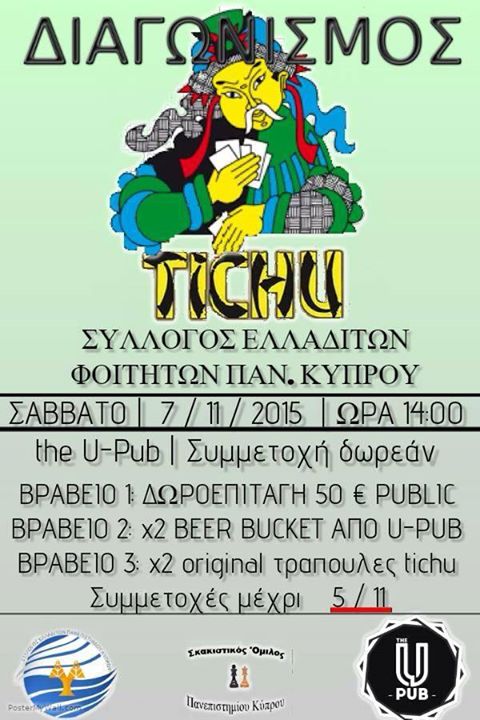 ΔΙΑΓΩΝΙΣΜΟΣ
TiCHU
ΣΥΛΛΟΓΟΣ ΕΛΛΑΔΙΤΩΝ
ΦΟΙΤΗΤΩΝ ΠΑΝ. ΚΥΠΡΟΥ
ΣΑΒΒΑΤΟ | 7 / 11 / 2015 | ΩΡΑ 14:00
the U-Pub | Συμμετοχή δωρεάν
ΒΡΑΒΕΙΟ 1: ΔΩΡΟΕΠΙΤΑΓΗ 50 € PUBLIC
ΒΡΑΒΕΙΟ 2: x2 BEER BUCKET ΑΠΟ U-PUB
ΒΡΑΒΕΙΟ 3: x2 original τραπουλες tichu
Συμμετοχές μέχρι 5 / 11
Σκακιστικός Όμιλος
Πανεπιστημίου Κύπρου
THE
U
PUB
PosterMyWall.com